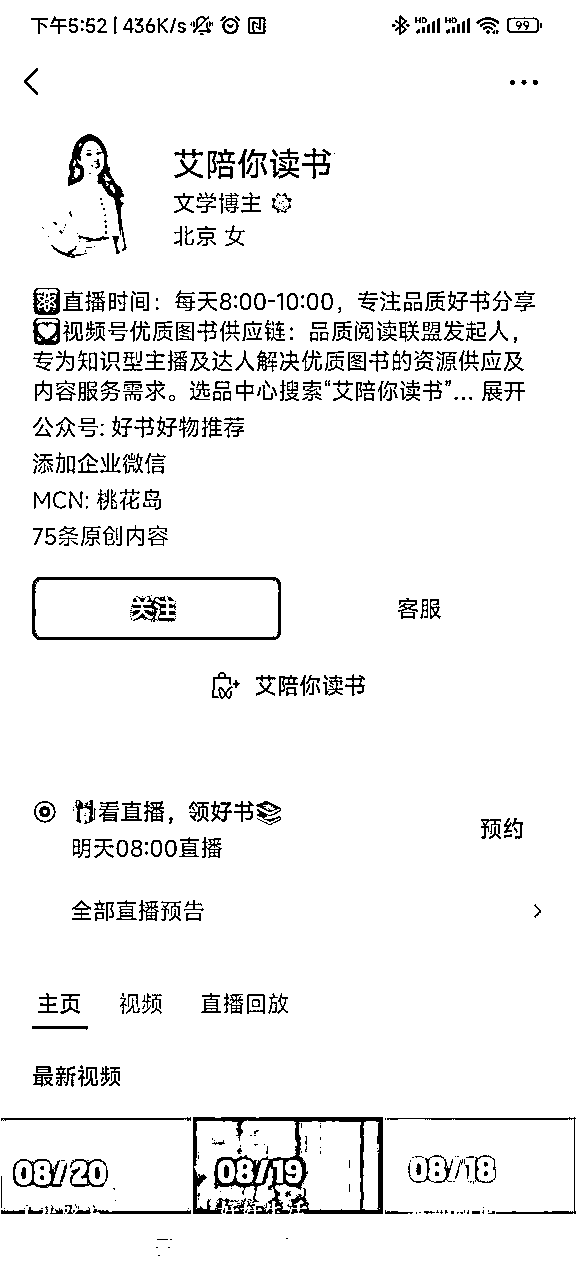 下午5:52 | 436K/s
99
艾陪你读书
文学博主
北京 女
直播时间：每天8:00-10:00，专注品质好书分享
视频号优质图书供应链：品质阅读联盟发起人，
专为知识型主播及达人解决优质图书的资源供应及
内容服务需求。选品中心搜索“艾陪你读书”... 展开
公众号: 好书好物推荐
添加企业微信
MCN: 桃花岛
75条原创内容
关注
客服
艾陪你读书
看直播，领好书
明天08:00直播
预约
全部直播预告
主页 视频 直播回放
最新视频
08/20 08/19 08/18